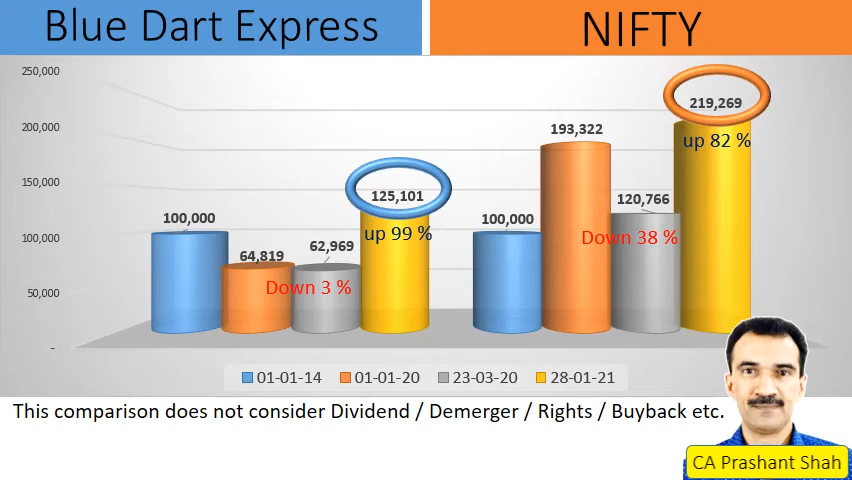 Blue Dart Express
NIFTY
250,000
200,000
150,000
100,000
50,000
-
100,000
64,819
62,969
125,101
up 99 %
Down 3 %
100,000
193,322
120,766
219,269
up 82 %
Down 38 %
01-01-14 01-01-20 23-03-20 28-01-21
This comparison does not consider Dividend / Demerger / Rights / Buyback etc.
CA Prashant Shah